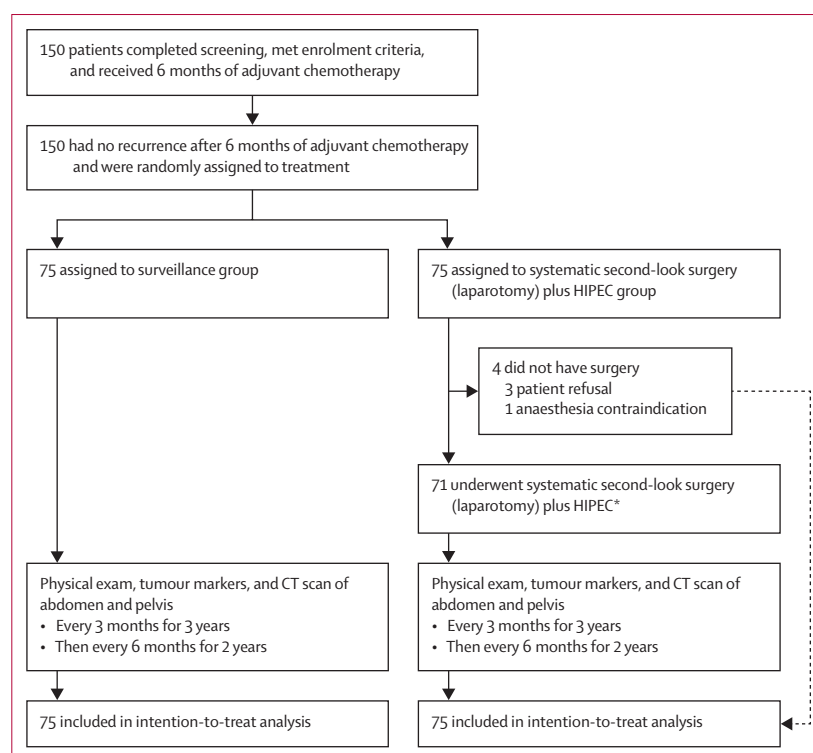 150 patients completed screening, met enrolment criteria,
and received 6 months of adjuvant chemotherapy
150 had no recurrence after 6 months of adjuvant chemotherapy
and were randomly assigned to treatment
75 assigned to surveillance group
75 assigned to systematic second-look surgery
(laparotomy) plus HIPEC group
4 did not have surgery
3 patient refusal
1 anaesthesia contraindication
71 underwent systematic second-look surgery
(laparotomy) plus HIPEC*
Physical exam, tumour markers, and CT scan of
abdomen and pelvis
• Every 3 months for 3 years
• Then every 6 months for 2 years
Physical exam, tumour markers, and CT scan of
abdomen and pelvis
• Every 3 months for 3 years
• Then every 6 months for 2 years
75 included in intention-to-treat analysis
75 included in intention-to-treat analysis